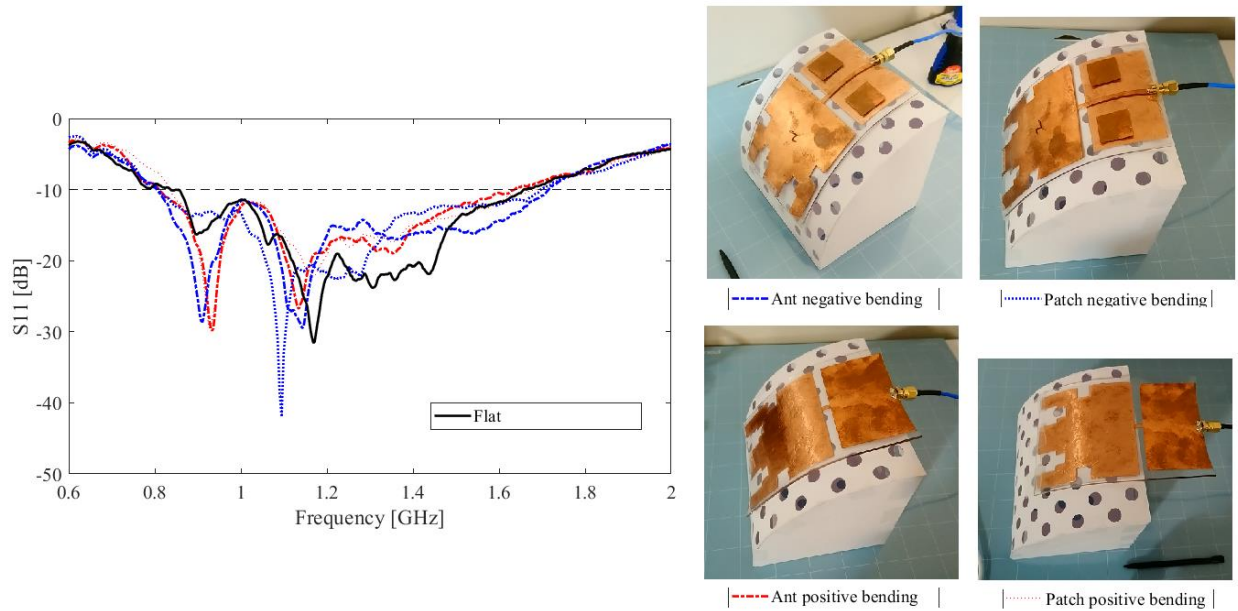 0
-10
-20
-30
-40
-50
S11 [dB]
0.6
0.8
1
1.2
1.4
1.6
1.8
2
Frequency [GHz]
Flat
Ant negative bending
Patch negative bending
Ant positive bending
Patch positive bending